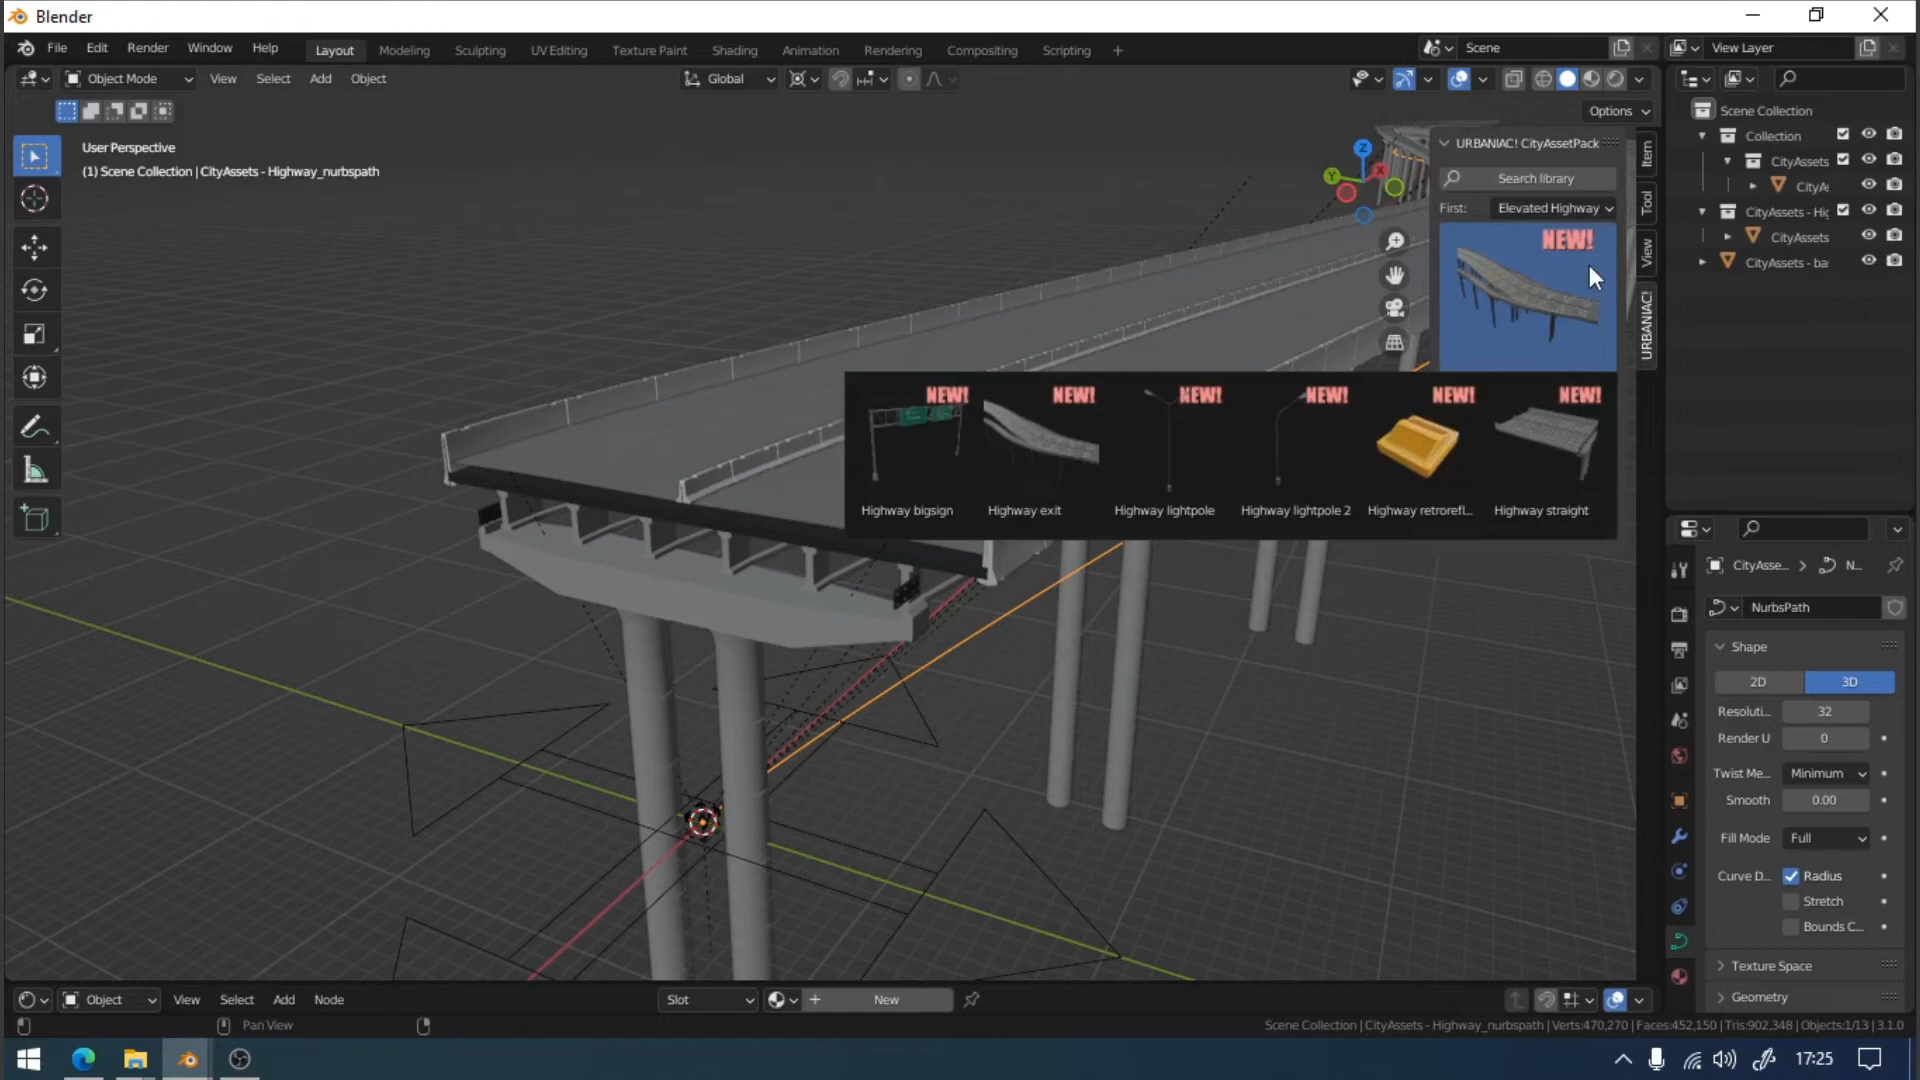 Blender
File Edit Render Window Help Layout Modeling Sculpting UV Editing Texture Paint Shading Animation Rendering Compositing Scripting + Scene View Layer
Object Mode View Select Add Object Global
Options
User Perspective
(1) Scene Collection | CityAssets - Highway_nurbspath
Z
Y
X
URBANIAC! CityAssetPack
Search library
First: Elevated Highway
NEW!
Item
Tool
View
URBANIAC!
NEW! NEW! NEW! NEW! NEW! NEW!
Highway bigsign Highway exit Highway lightpole Highway lightpole 2 Highway retrorefl... Highway straight
Scene Collection
Collection
CityAssets
CityA
CityAssets - Hig
CityAssets
CityAssets - ba
CityAsse... N...
NurbsPath
Shape
2D 3D
Resoluti... 32
Render U 0
Twist Me... Minimum
Smooth 0.00
Fill Mode Full
Curve D... Radius
Stretch
Bounds C...
Texture Space
Geometry
Object View Select Add Node Slot + New
Pan View
Scene Collection | CityAssets - Highway_nurbspath | Verts:470,270 | Faces:452,150 | Tris:902,348 | Objects:1/13 | 3.1.0
17:25